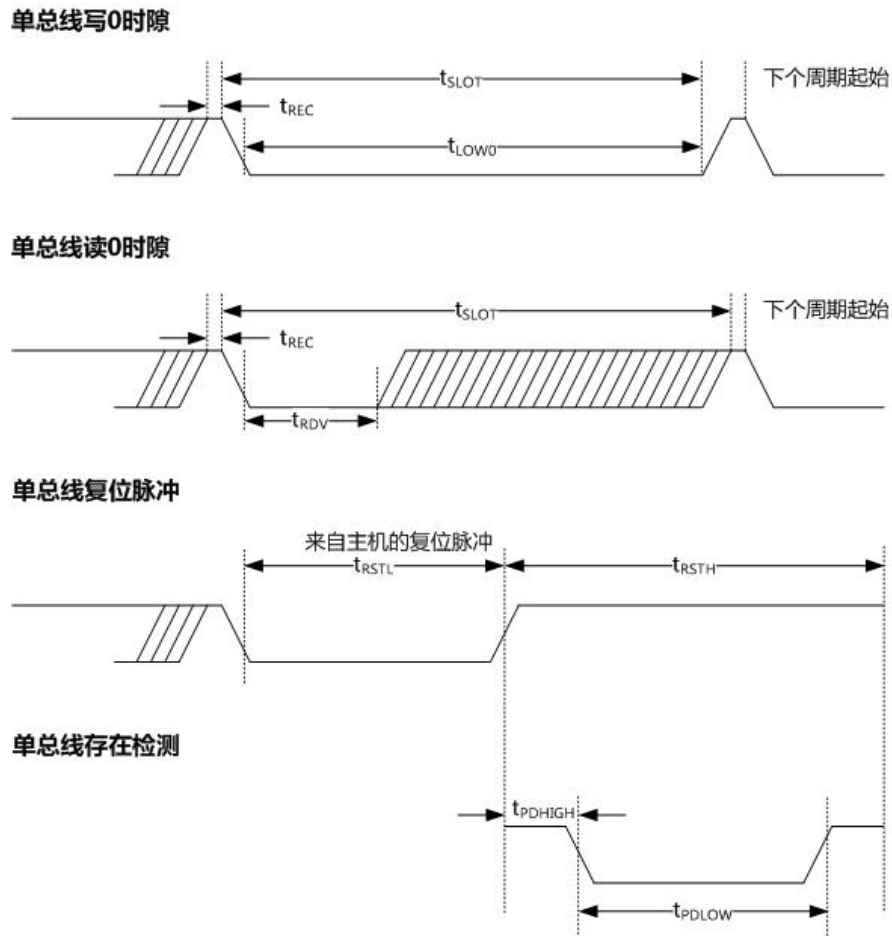 单总线写0时隙
tSLOT
下个周期起始
tREC
tLOW0
单总线读0时隙
tSLOT
下个周期起始
tREC
tRDV
单总线复位脉冲
来自主机的复位脉冲
tRSTL
tRSTH
单总线存在检测
tPDHIGH
tPDLOW